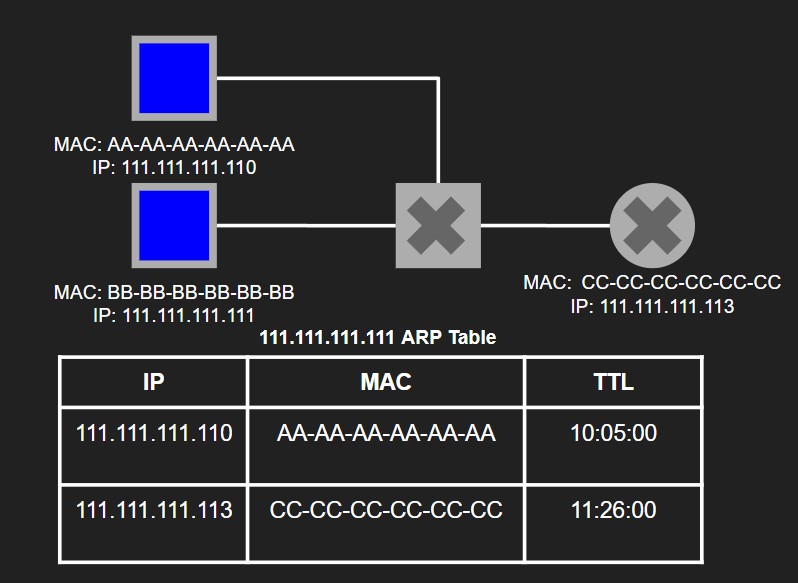 MAC: AA-AA-AA-AA-AA-AA
IP: 111.111.111.110
MAC: BB-BB-BB-BB-BB-BB
IP: 111.111.111.111
MAC: CC-CC-CC-CC-CC-CC
IP: 111.111.111.113
111.111.111.111 ARP Table
IP MAC TTL
111.111.111.110 AA-AA-AA-AA-AA-AA 10:05:00
111.111.111.113 CC-CC-CC-CC-CC-CC 11:26:00